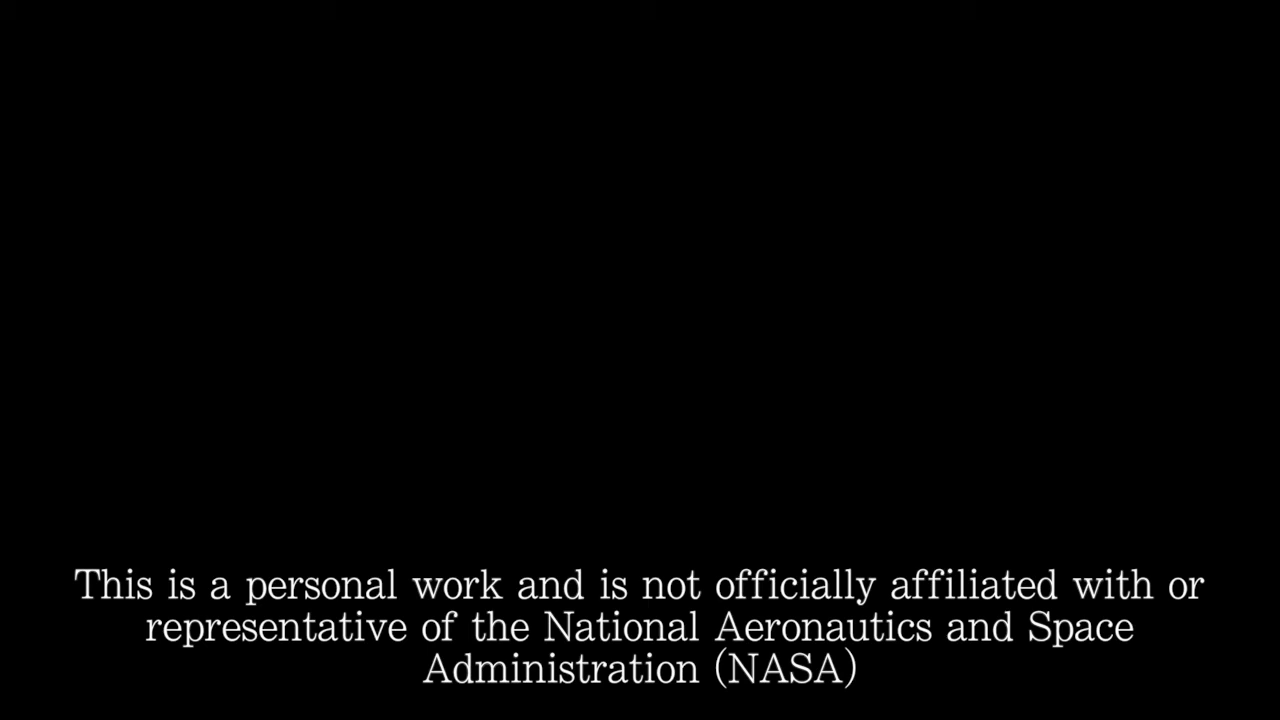 This is a personal work and is not officially affiliated with or
representative of the National Aeronautics and Space
Administration (NASA)